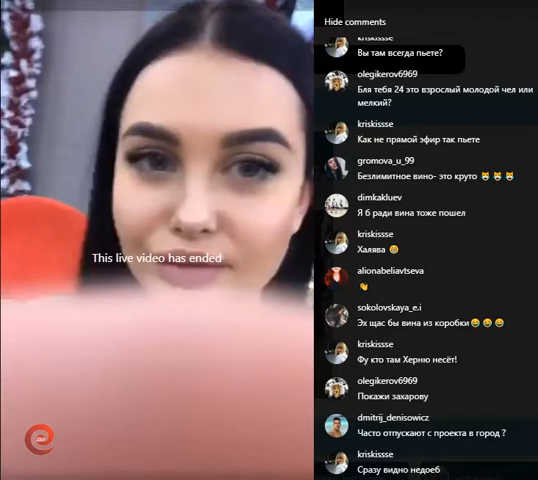 Hide comments
kriskissse
Вы там всегда пьете?
olegikerov6969
Бля тебя 24 это взрослый молодой чел или
мелкий?
kriskissse
Как не прямой эфир так пьете
gromova_u_99
Безлимитное вино- это круто 😹 😹 😹
dimkakluev
Я б ради вина тоже пошел
kriskissse
Халява 🤓
alionabeliavtseva
👏
sokolovskaya_e.i
Эх щас бы вина из коробки😂 😂 😂
kriskissse
Фу кто там Херню несёт!
olegikerov6969
Покажи захарову
dmitrij_denisowicz
Часто отпускают с проекта в город ?
kriskissse
Сразу видно недоеб
This live video has ended